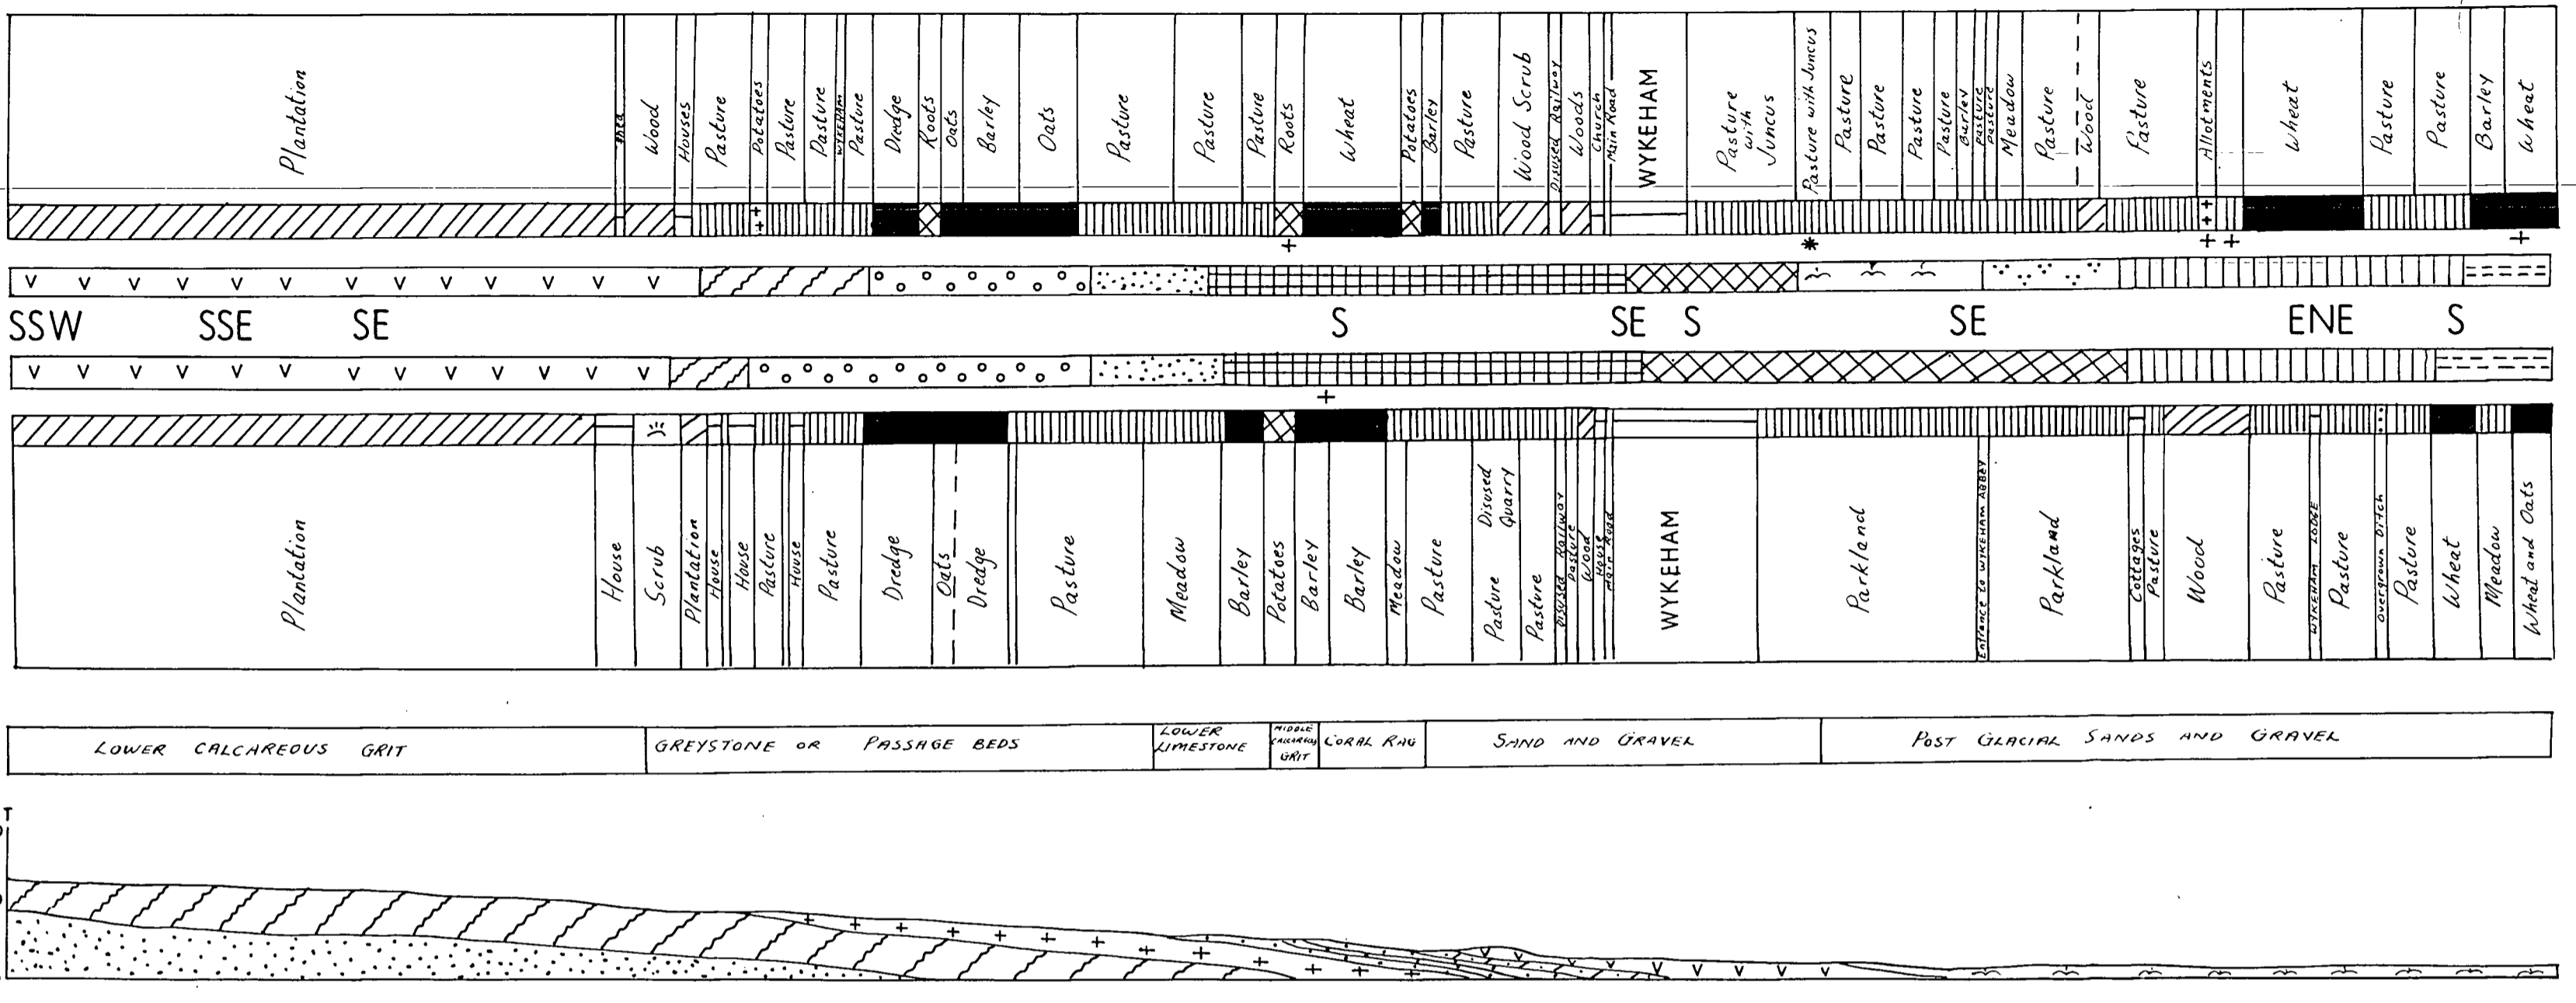 Plantation
Wood
Houses
Pasture
Potatoes
Pasture
Pasture
WYKEHAM
Pasture
Dredge
Roots
Oats
Barley
Oats
Pasture
Pasture
Pasture
Roots
Wheat
Potatoes
Barley
Pasture
Wood Scrub
Disused Railway
Woods
Church
Main Road
WYKEHAM
Pasture
with
Juncus
Pasture with Juncus
Pasture
Pasture
Pasture
Pasture
Barley
Pasture
Pasture
Meadow
Pasture
Wood
Pasture
Allotments
Wheat
Pasture
Pasture
Barley
Wheat
SSW SSE SE S SE S SE ENE S
Plantation
House
Scrub
Plantation
House
House
Pasture
House
Pasture
Dredge
Oats
Dredge
Pasture
Meadow
Barley
Potatoes
Barley
Barley
Meadow
Pasture
Disused
Quarry
Pasture
Pasture
Disused Railway
Pasture
Wood
House
Main Road
WYKEHAM
Parkland
Entrance to WYKEHAM ABBEY
Parkland
Cottages
Pasture
Wood
Pasture
WYKEHAM LODGE
Pasture
Overgrown Ditch
Pasture
Wheat
Meadow
Wheat and Oats
LOWER CALCAREOUS GRIT
GREYSTONE OR PASSAGE BEDS
LOWER
LIMESTONE
MIDDLE
CALCAREOUS
GRIT
CORAL RAG
SAND AND GRAVEL
POST GLACIAL SANDS AND GRAVEL